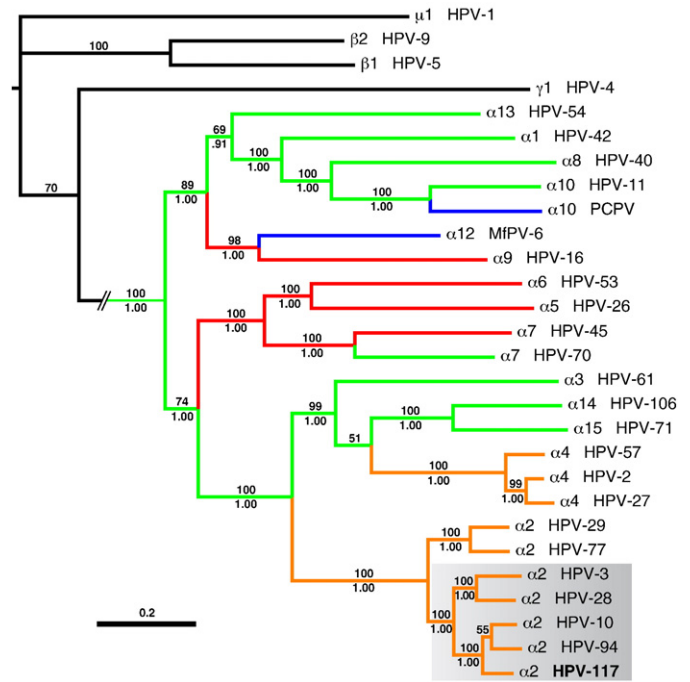 μ1 HPV-1
β2 HPV-9
100
β1 HPV-5
γ1 HPV-4
α13 HPV-54
69
.91
α1 HPV-42
100
1.00
α8 HPV-40
100
1.00
89
1.00
α10 HPV-11
100
1.00
70
α10 PCPV
α12 MfPV-6
98
1.00
α9 HPV-16
α6 HPV-53
100
1.00
100
1.00
α5 HPV-26
100
1.00
α7 HPV-45
100
1.00
α7 HPV-70
α3 HPV-61
74
1.00
99
1.00
α14 HPV-106
100
1.00
α15 HPV-71
51
α4 HPV-57
100
1.00
α4 HPV-2
99
1.00
100
1.00
α4 HPV-27
α2 HPV-29
100
1.00
α2 HPV-77
α2 HPV-3
100
1.00
100
1.00
α2 HPV-28
0.2
100
1.00
α2 HPV-10
55
α2 HPV-94
100
1.00
α2 HPV-117